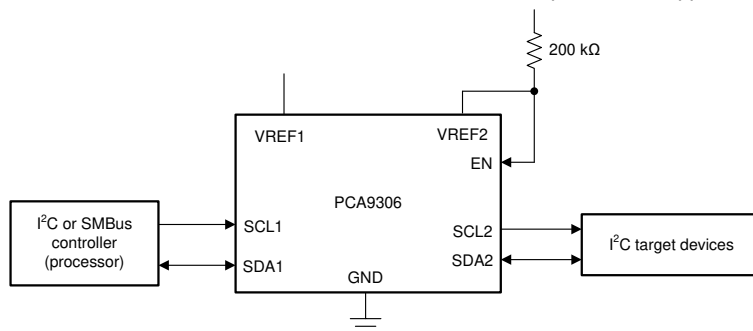 200 kΩ
VREF1
VREF2
EN
PCA9306
I²C or SMBus
controller
(processor)
SCL1
SDA1
SCL2
SDA2
GND
I²C target devices